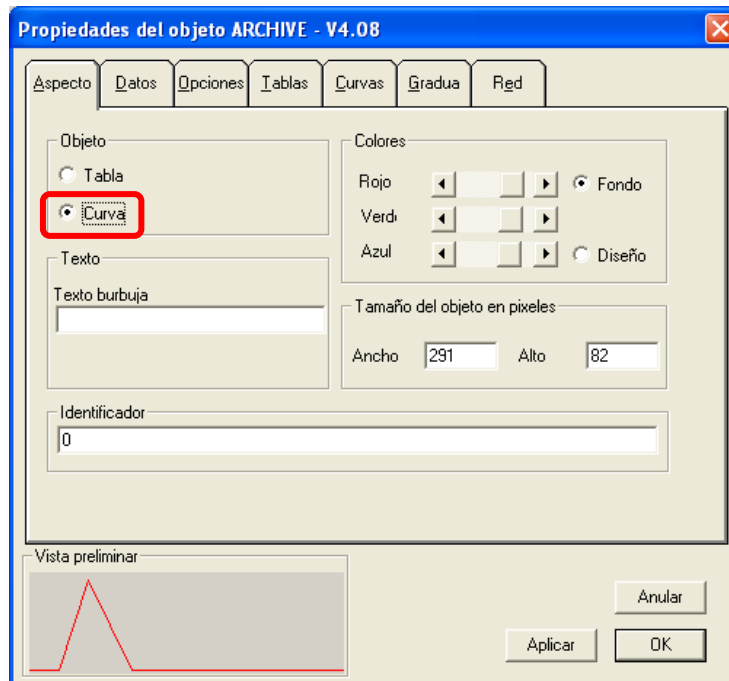 Propiedades del objeto ARCHIVE - V4.08
Aspecto Datos Opciones Tablas Curvas Gradua Red
Objeto
Tabla
Curva
Colores
Rojo
Fondo
Verd
Azul
Diseño
Texto
Texto burbuja
Tamaño del objeto en pixeles
Ancho 291 Alto 82
Identificador
0
Vista preliminar
Anular
Aplicar OK